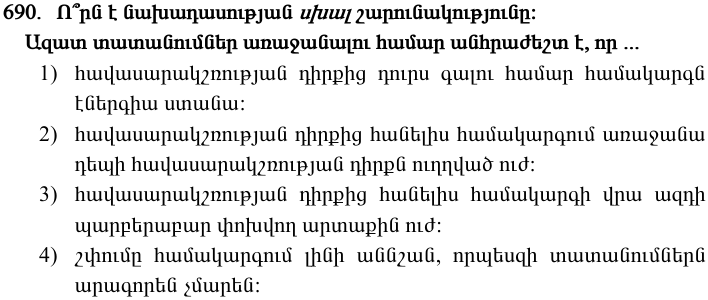 690. Ո՞րն է նախադասության սխալ շարունակությունը:
Ազատ տատանումներ առաջանալու համար անհրաժեշտ է, որ ...
1) հավասարակշռության դիրքից դուրս գալու համար համակարգն
էներգիա ստանա:
2) հավասարակշռության դիրքից հանելիս համակարգում առաջանա
դեպի հավասարակշռության դիրքն ուղղված ուժ:
3) հավասարակշռության դիրքից հանելիս համակարգի վրա ազդի
պարբերաբար փոխվող արտաքին ուժ:
4) շփումը համակարգում լինի աննշան, որպեսզի տատանումներն
արագորեն չմարեն: